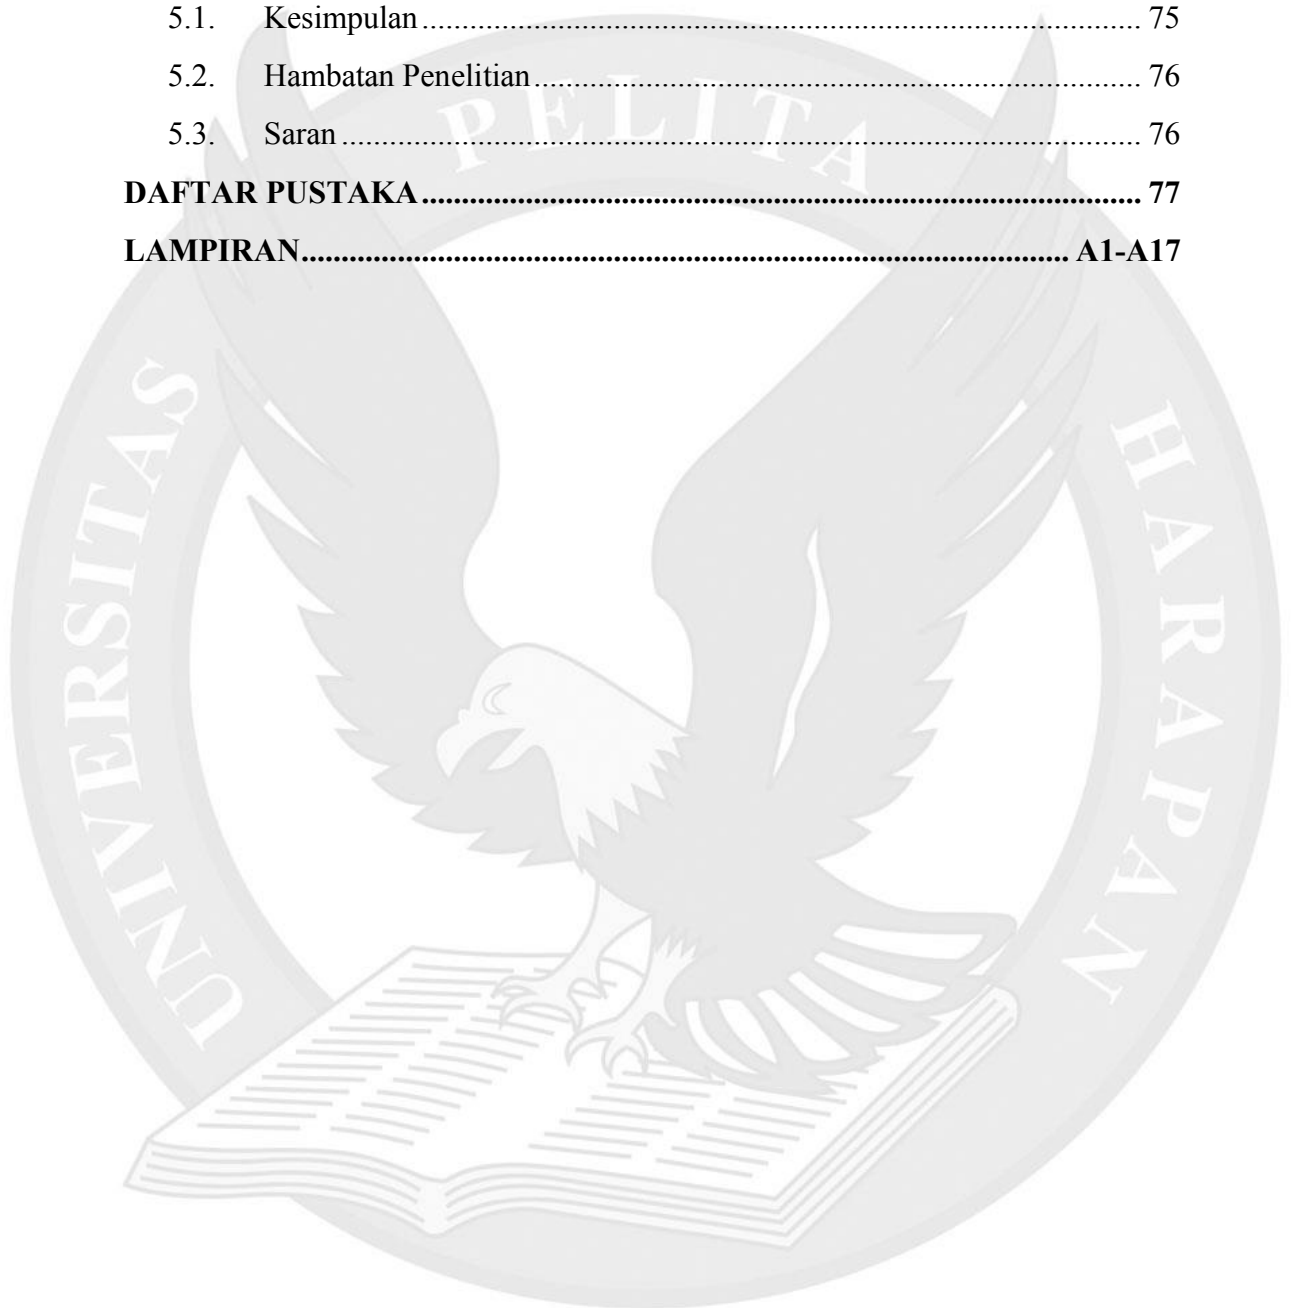 5.1. Kesimpulan ........................................................................................ 75
5.2. Hambatan Penelitian .......................................................................... 76
5.3. Saran .................................................................................................. 76
DAFTAR PUSTAKA ......................................................................................... 77
LAMPIRAN ............................................................................................... A1-A17
UNIVERSITAS PELITA HARAPAN